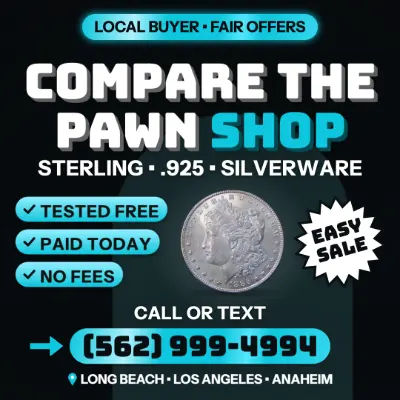 LOCAL BUYER ▪ FAIR OFFERS
COMPARE THE
PAWN SHOP
STERLING ▪ .925 ▪ SILVERWARE
TESTED FREE
PAID TODAY
NO FEES
EASY
SALE
CALL OR TEXT
(562) 999-4994
LONG BEACH ▪ LOS ANGELES ▪ ANAHEIM